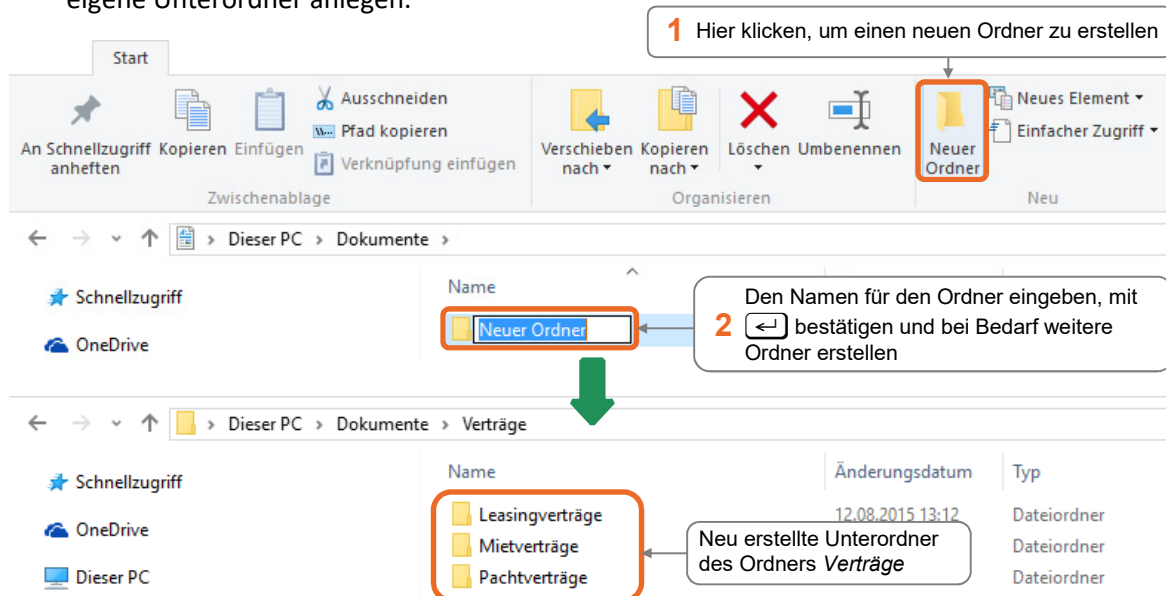 eigene Unterordner anlegen.
1 Hier klicken, um einen neuen Ordner zu erstellen
Start
An Schnellzugriff anheften
Kopieren
Einfügen
Ausschneiden
Pfad kopieren
Verknüpfung einfügen
Verschieben nach
Kopieren nach
Löschen
Umbenennen
Neuer Ordner
Neues Element
Einfacher Zugriff
Zwischenablage
Organisieren
Neu
Dieser PC > Dokumente >
Schnellzugriff
OneDrive
Name
Neuer Ordner
2 Den Namen für den Ordner eingeben, mit
bestätigen und bei Bedarf weitere
Ordner erstellen
Dieser PC > Dokumente > Verträge
Schnellzugriff
OneDrive
Dieser PC
Name
Änderungsdatum
Typ
Leasingverträge
12.08.2015 13:12
Dateiordner
Mietverträge
Dateiordner
Pachtverträge
Dateiordner
Neu erstellte Unterordner
des Ordners Verträge